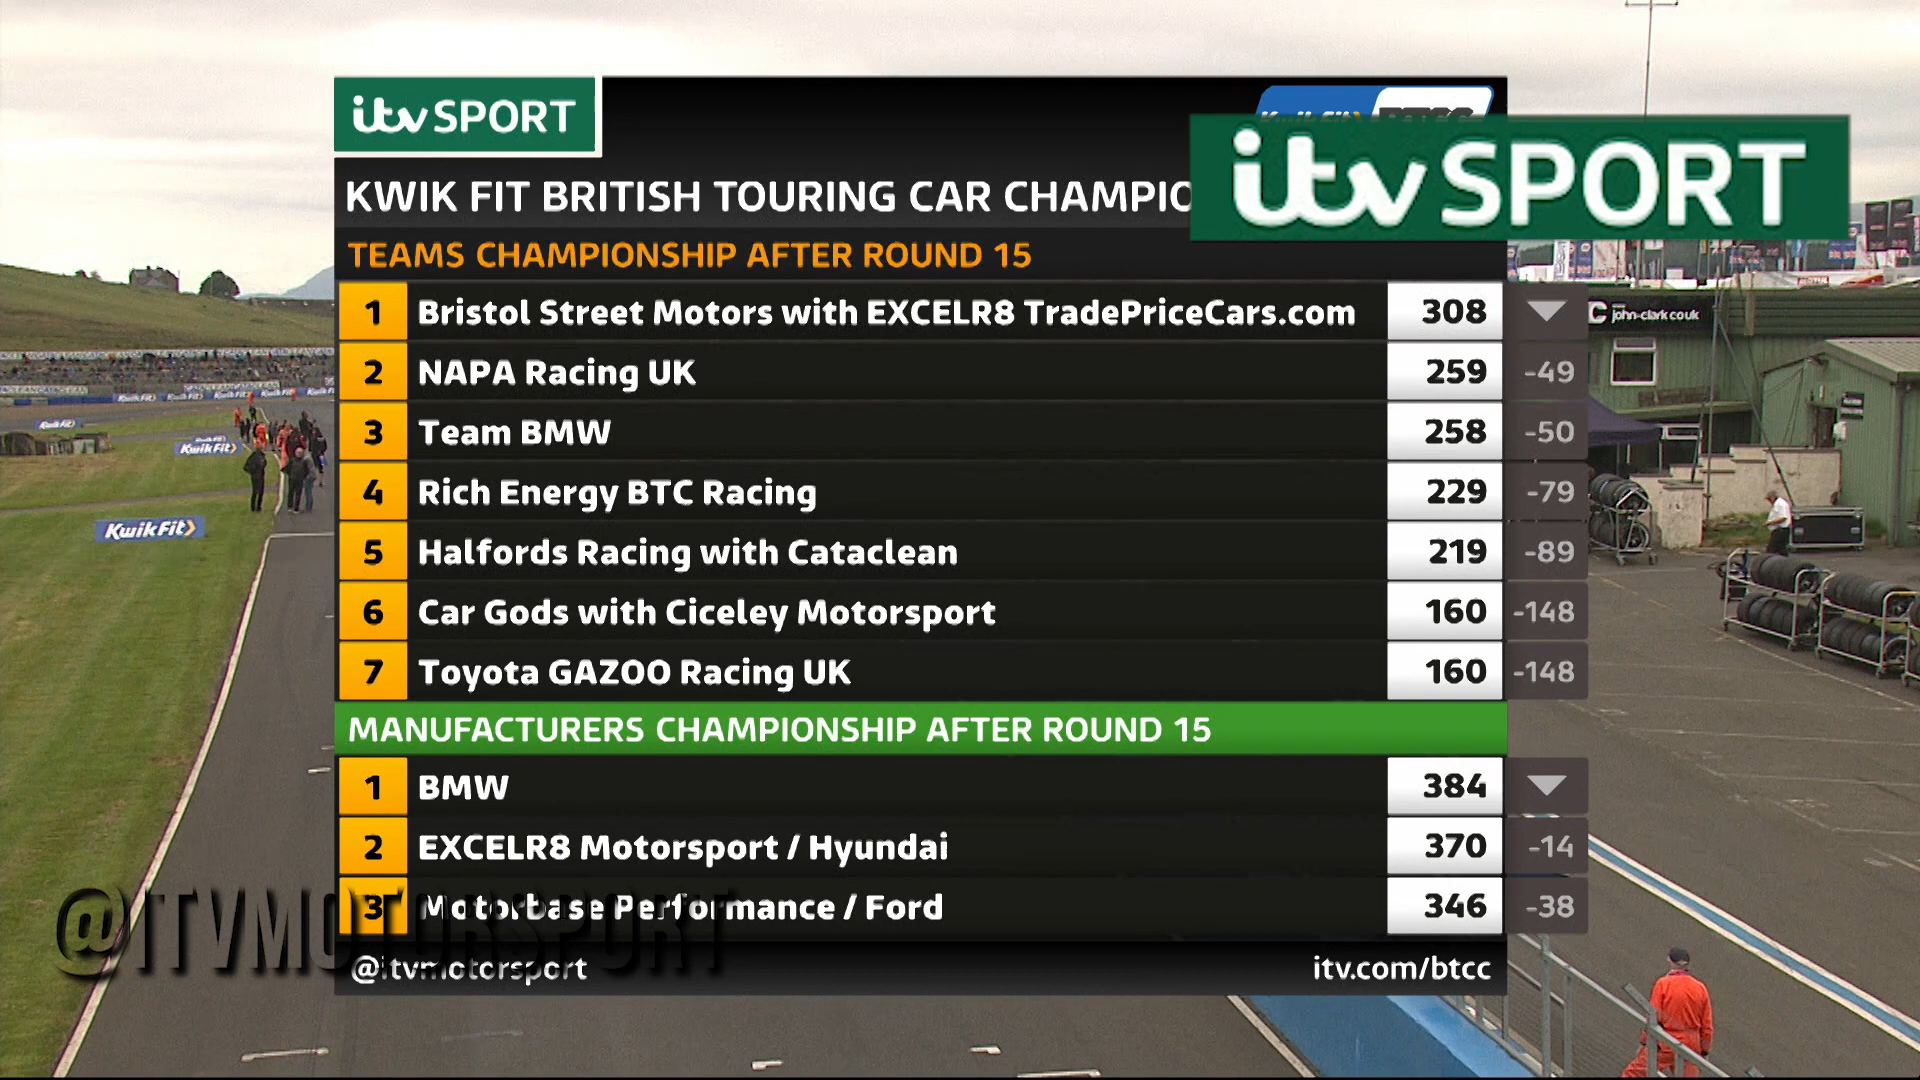 itv SPORT
Kwik Fit BTCC
itv SPORT
KWIK FIT BRITISH TOURING CAR CHAMPIO
TEAMS CHAMPIONSHIP AFTER ROUND 15
1 Bristol Street Motors with EXCELR8 TradePriceCars.com 308
2 NAPA Racing UK 259 -49
3 Team BMW 258 -50
4 Rich Energy BTC Racing 229 -79
5 Halfords Racing with Cataclean 219 -89
6 Car Gods with Ciceley Motorsport 160 -148
7 Toyota GAZOO Racing UK 160 -148
MANUFACTURERS CHAMPIONSHIP AFTER ROUND 15
1 BMW 384
2 EXCELR8 Motorsport / Hyundai 370 -14
3 Motorbase Performance / Ford 346 -38
@ITVMOTORSPORT
@itvmotorsport itv.com/btcc
john-clark co uk
KwikFit
KwikFit
KwikFit